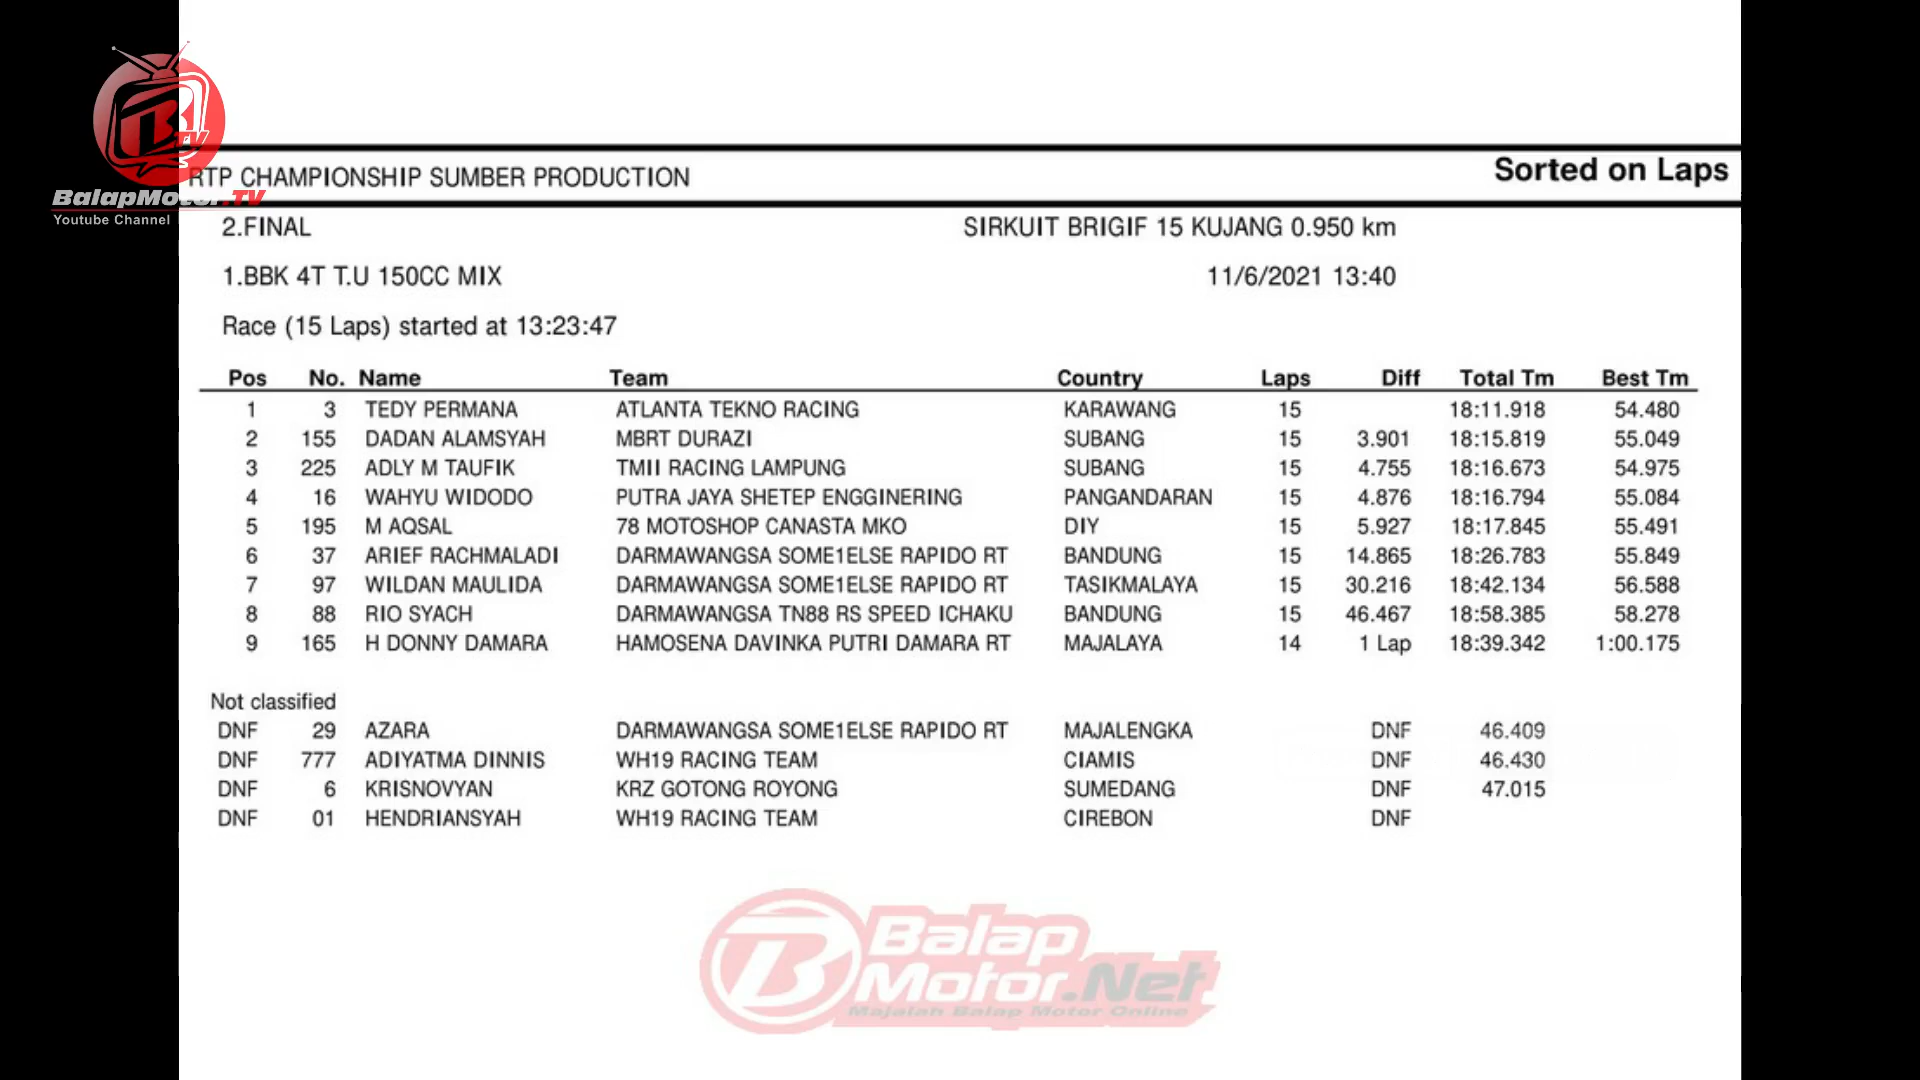 BalapMotor.TV
Youtube Channel
RTP CHAMPIONSHIP SUMBER PRODUCTION Sorted on Laps
2.FINAL SIRKUIT BRIGIF 15 KUJANG 0.950 km
1.BBK 4T T.U 150CC MIX 11/6/2021 13:40
Race (15 Laps) started at 13:23:47
Pos No. Name Team Country Laps Diff Total Tm Best Tm
1 3 TEDY PERMANA ATLANTA TEKNO RACING KARAWANG 15 18:11.918 54.480
2 155 DADAN ALAMSYAH MBRT DURAZI SUBANG 15 3.901 18:15.819 55.049
3 225 ADLY M TAUFIK TMII RACING LAMPUNG SUBANG 15 4.755 18:16.673 54.975
4 16 WAHYU WIDODO PUTRA JAYA SHETEP ENGGINERING PANGANDARAN 15 4.876 18:16.794 55.084
5 195 M AQSAL 78 MOTOSHOP CANASTA MKO DIY 15 5.927 18:17.845 55.491
6 37 ARIEF RACHMALADI DARMAWANGSA SOME1ELSE RAPIDO RT BANDUNG 15 14.865 18:26.783 55.849
7 97 WILDAN MAULIDA DARMAWANGSA SOME1ELSE RAPIDO RT TASIKMALAYA 15 30.216 18:42.134 56.588
8 88 RIO SYACH DARMAWANGSA TN88 RS SPEED ICHAKU BANDUNG 15 46.467 18:58.385 58.278
9 165 H DONNY DAMARA HAMOSENA DAVINKA PUTRI DAMARA RT MAJALAYA 14 1 Lap 18:39.342 1:00.175
Not classified
DNF 29 AZARA DARMAWANGSA SOME1ELSE RAPIDO RT MAJALENGKA DNF 46.409
DNF 777 ADIYATMA DINNIS WH19 RACING TEAM CIAMIS DNF 46.430
DNF 6 KRISNOVYAN KRZ GOTONG ROYONG SUMEDANG DNF 47.015
DNF 01 HENDRIANSYAH WH19 RACING TEAM CIREBON DNF
Balap
Motor.Net
Majalah Balap Motor Online